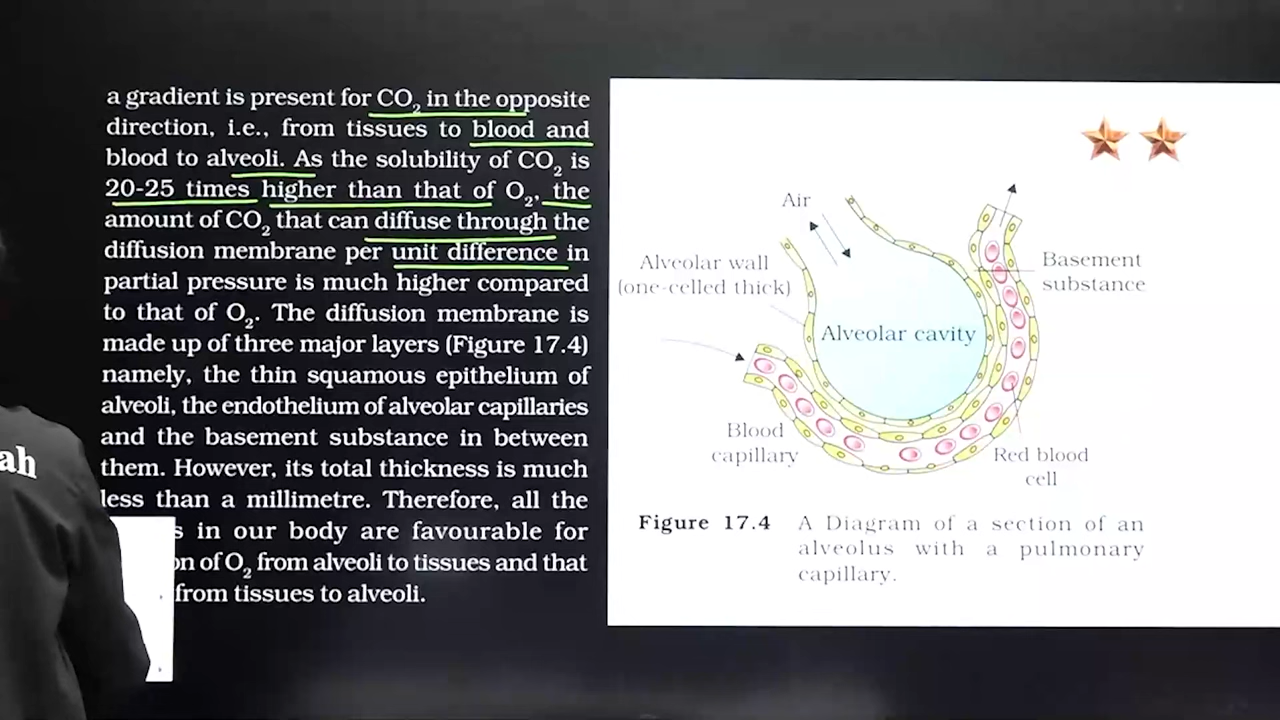 a gradient is present for CO₂ in the opposite
direction, i.e., from tissues to blood and
blood to alveoli. As the solubility of CO₂ is
20-25 times higher than that of O₂, the
amount of CO₂ that can diffuse through the
diffusion membrane per unit difference in
partial pressure is much higher compared
to that of O₂. The diffusion membrane is
made up of three major layers (Figure 17.4)
namely, the thin squamous epithelium of
alveoli, the endothelium of alveolar capillaries
and the basement substance in between
them. However, its total thickness is much
less than a millimetre. Therefore, all the
in our body are favourable for
of O₂ from alveoli to tissues and that
from tissues to alveoli.
ah
Air
Alveolar wall
(one-celled thick)
Alveolar cavity
Basement
substance
Blood
capillary
Red blood
cell
Figure 17.4 A Diagram of a section of an
alveolus with a pulmonary
capillary.